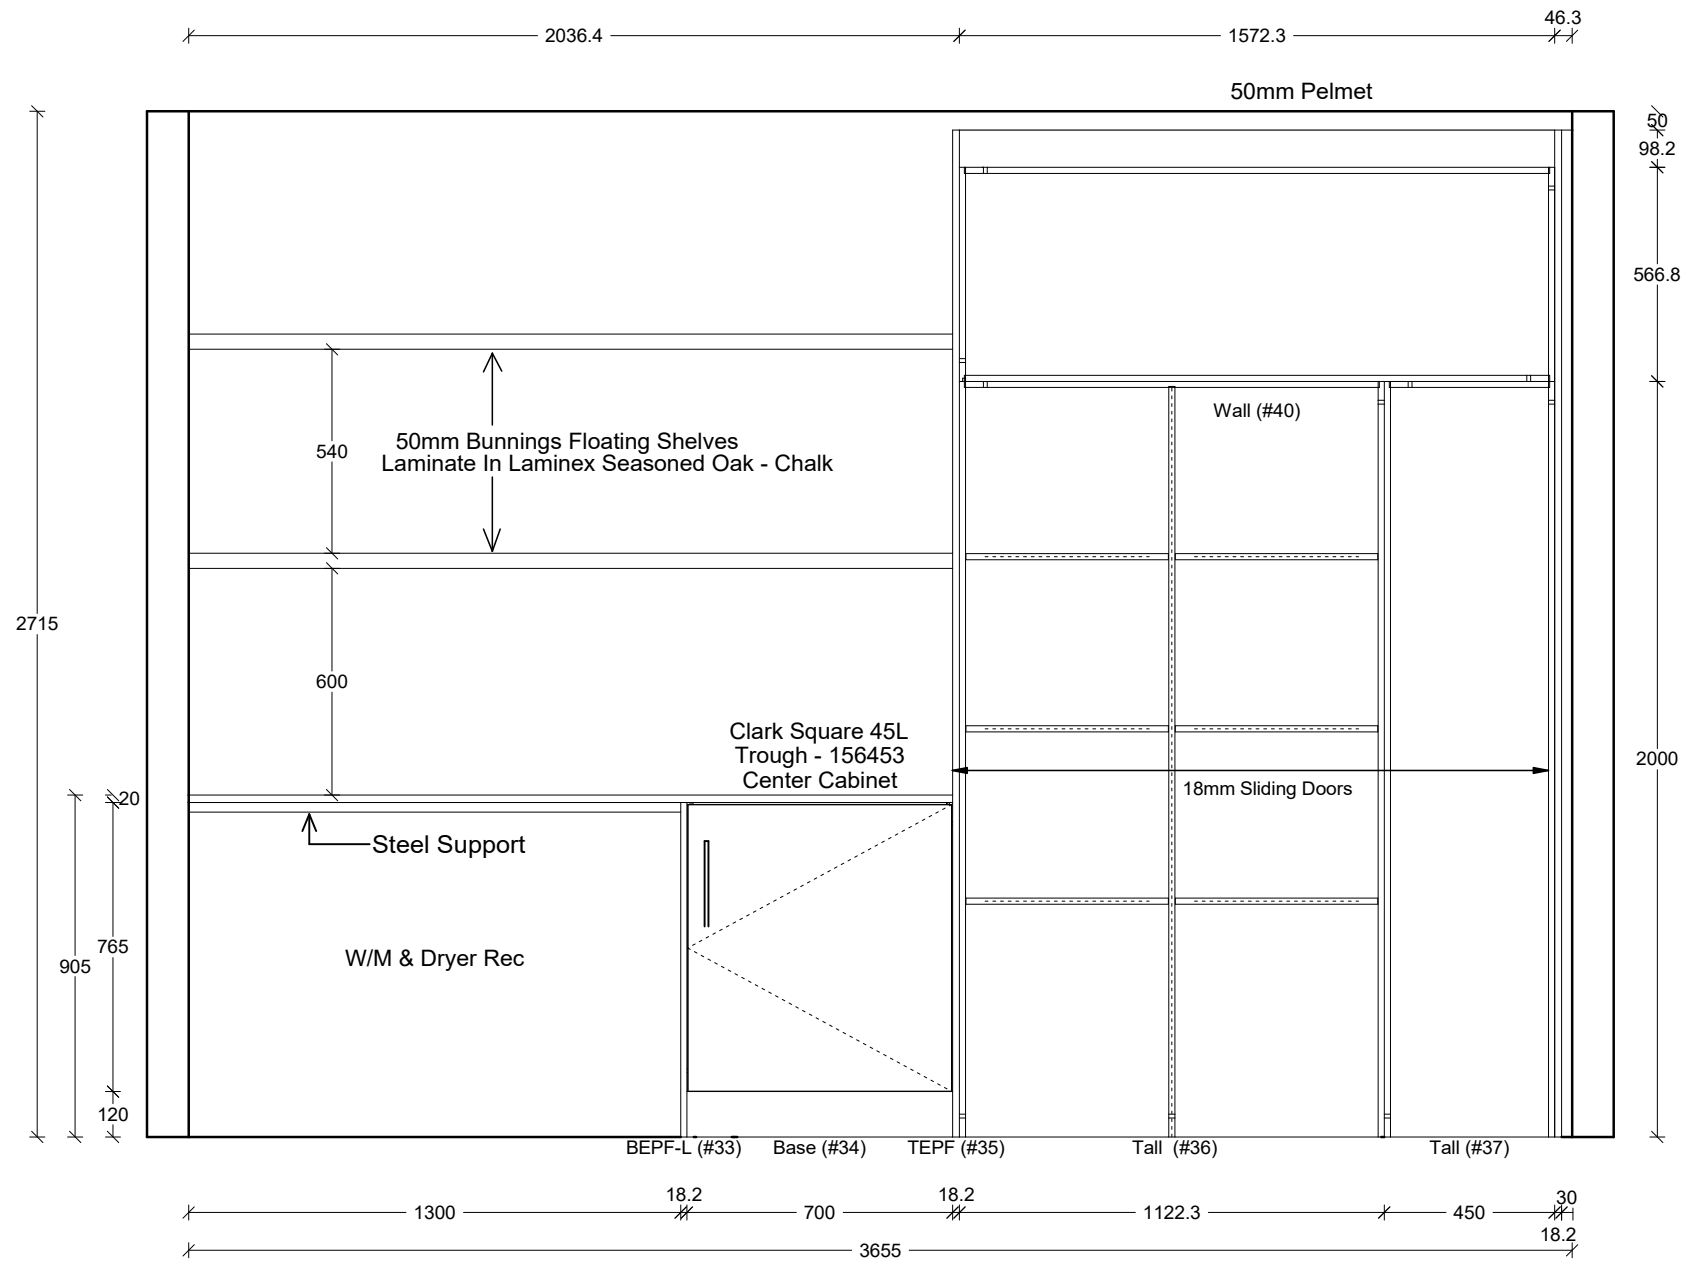 46.3
2036.4
1572.3
50mm Pelmet
50
98.2
566.8
Wall (#40)
540
50mm Bunnings Floating Shelves
Laminate In Laminex Seasoned Oak - Chalk
2715
600
Clark Square 45L
Trough - 156453
Center Cabinet
2000
18mm Sliding Doors
20
Steel Support
765
905
W/M & Dryer Rec
120
BEPF-L (#33)
Base (#34)
TEPF (#35)
Tall (#36)
Tall (#37)
18.2
18.2
30
1300
700
1122.3
450
18.2
3655